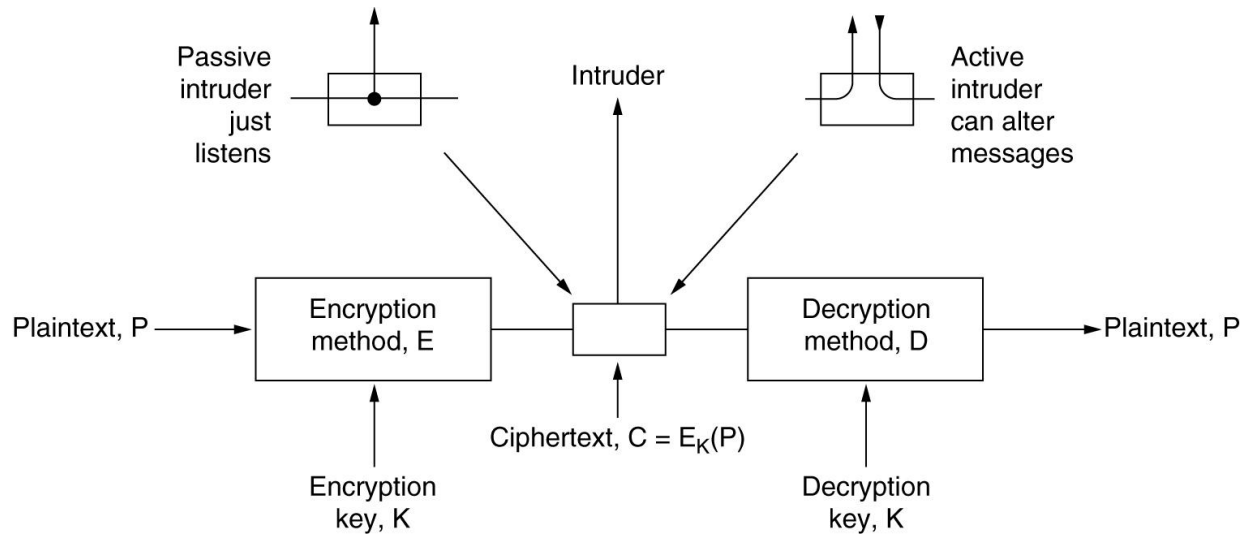 Passive
intruder
just
listens
Intruder
Active
intruder
can alter
messages
Plaintext, P
Encryption
method, E
Decryption
method, D
Plaintext, P
Ciphertext, C = E_K(P)
Encryption
key, K
Decryption
key, K